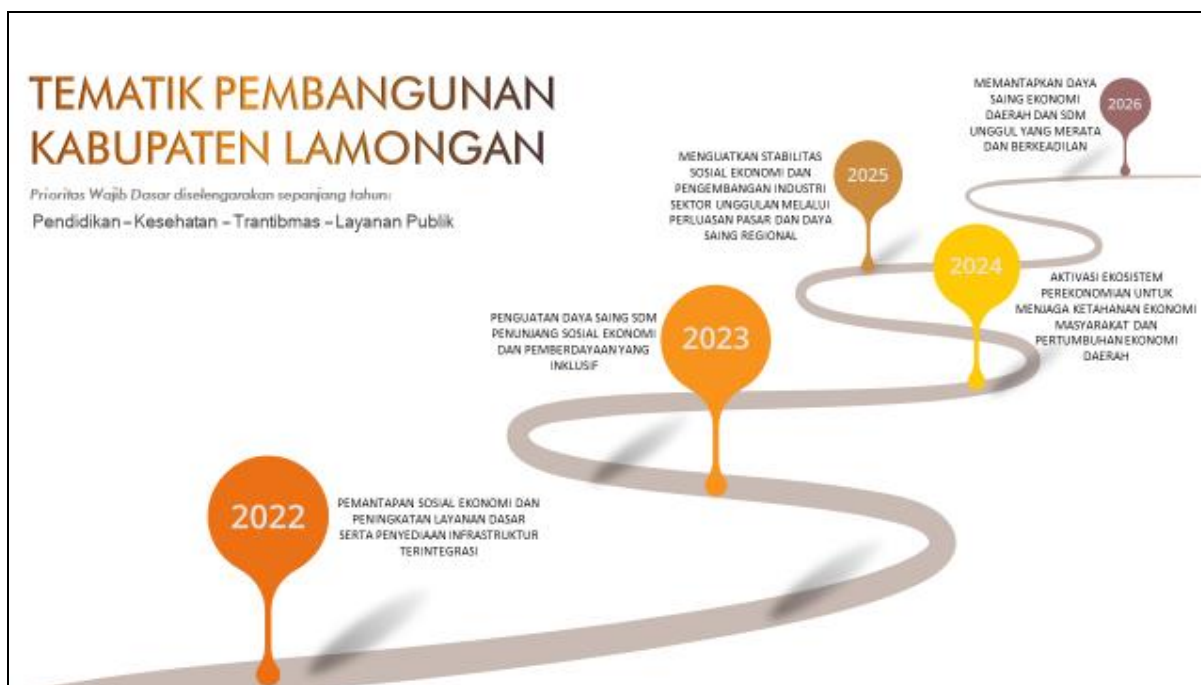 TEMATIK PEMBANGUNAN
KABUPATEN LAMONGAN
Prioritas Wajib Dasar diselengarakan sepanjang tahun:
Pendidikan – Kesehatan – Trantibmas – Layanan Publik
2022
PEMANTAPAN SOSIAL EKONOMI DAN
PENINGKATAN LAYANAN DASAR
SERTA PENYEDIAAN INFRASTRUKTUR
TERINTEGRASI
2023
PENGUATAN DAYA SAING SDM
PENUNJANG SOSIAL EKONOMI
DAN PEMBERDAYAAN YANG
INKLUSIF
2024
AKTIVASI EKOSISTEM
PEREKONOMIAN UNTUK
MENJAGA KETAHANAN EKONOMI
MASYARAKAT DAN
PERTUMBUHAN EKONOMI
DAERAH
2025
MENGUATKAN STABILITAS
SOSIAL EKONOMI DAN
PENGEMBANGAN INDUSTRI
SEKTOR UNGGULAN MELALUI
PERLUASAN PASAR DAN DAYA
SAING REGIONAL
2026
MEMANTAPKAN DAYA
SAING EKONOMI
DAERAH DAN SDM
UNGGUL YANG MERATA
DAN BERKEADILAN